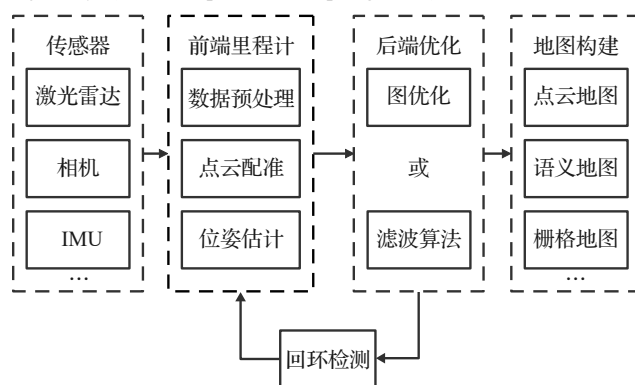 传感器
激光雷达
相机
IMU
…
前端里程计
数据预处理
点云配准
位姿估计
后端优化
图优化
或
滤波算法
地图构建
点云地图
语义地图
栅格地图
…
回环检测